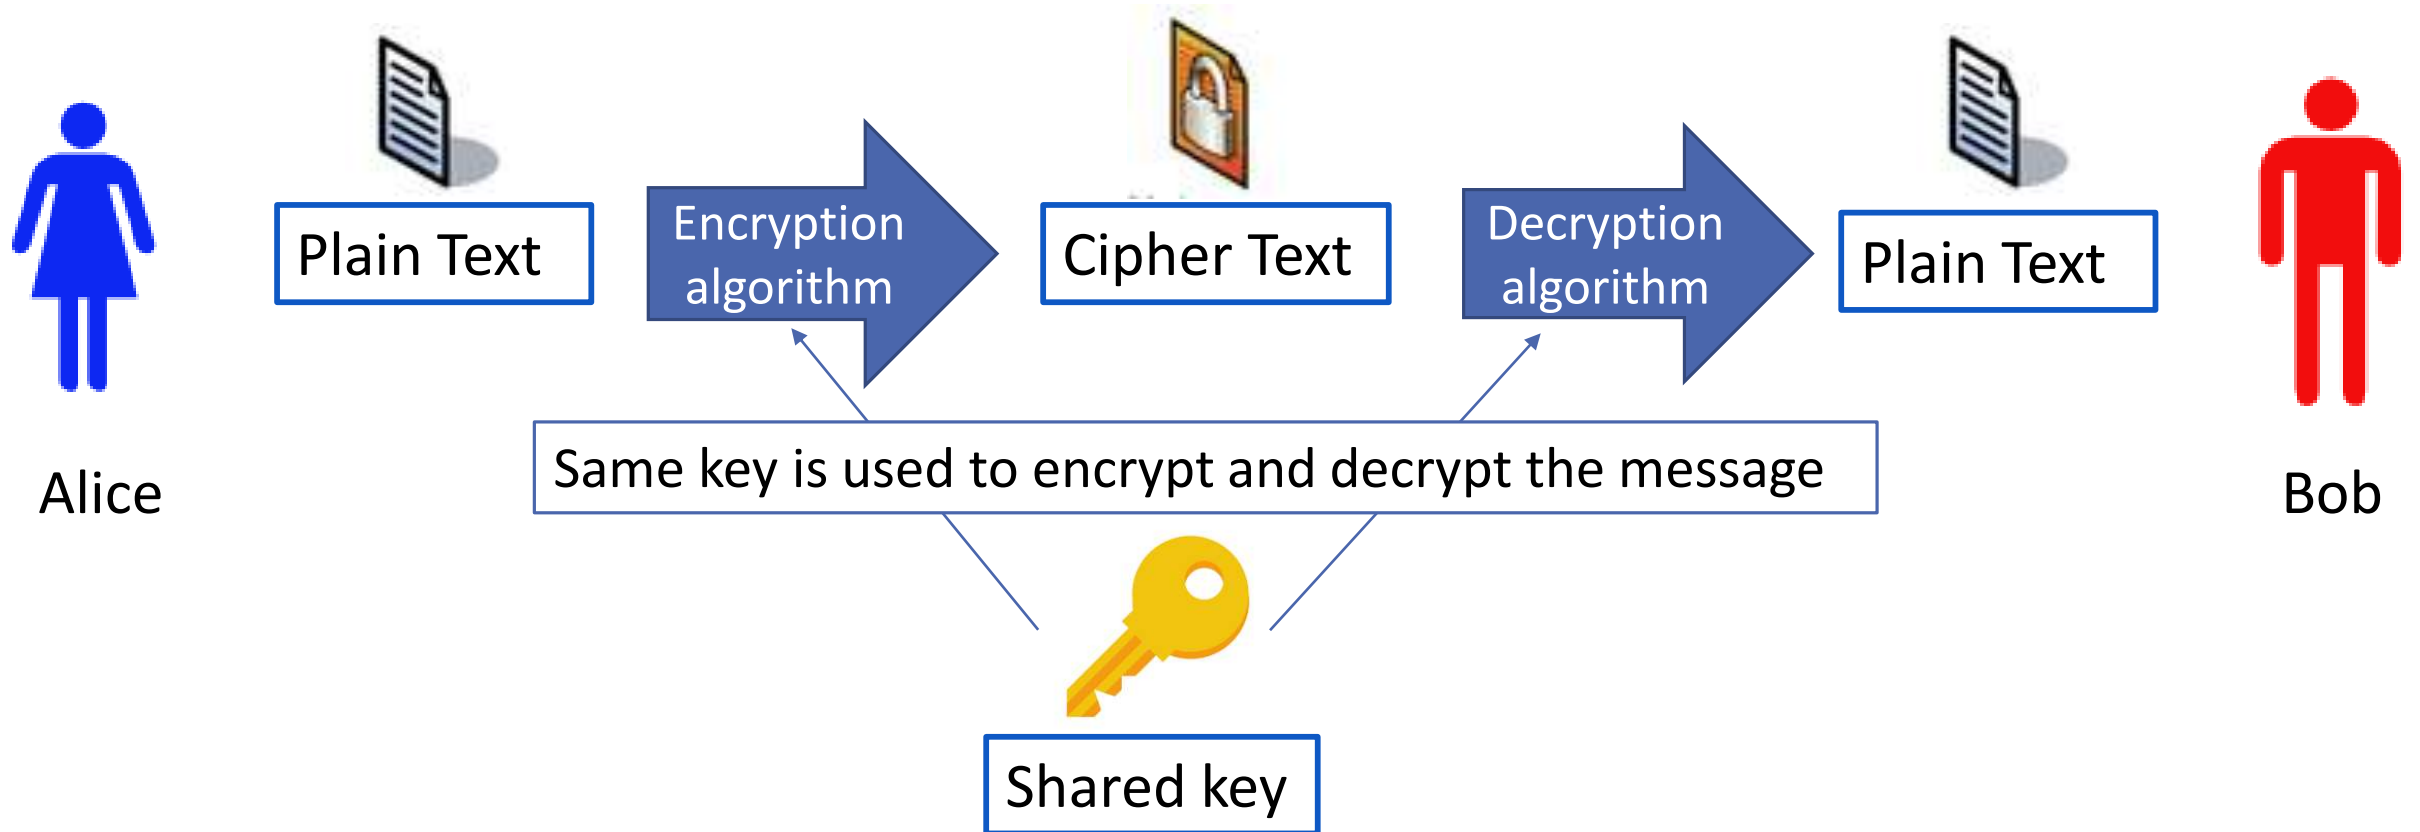 Plain Text
Encryption
algorithm
Cipher Text
Decryption
algorithm
Plain Text
Same key is used to encrypt and decrypt the message
Alice
Bob
Shared key